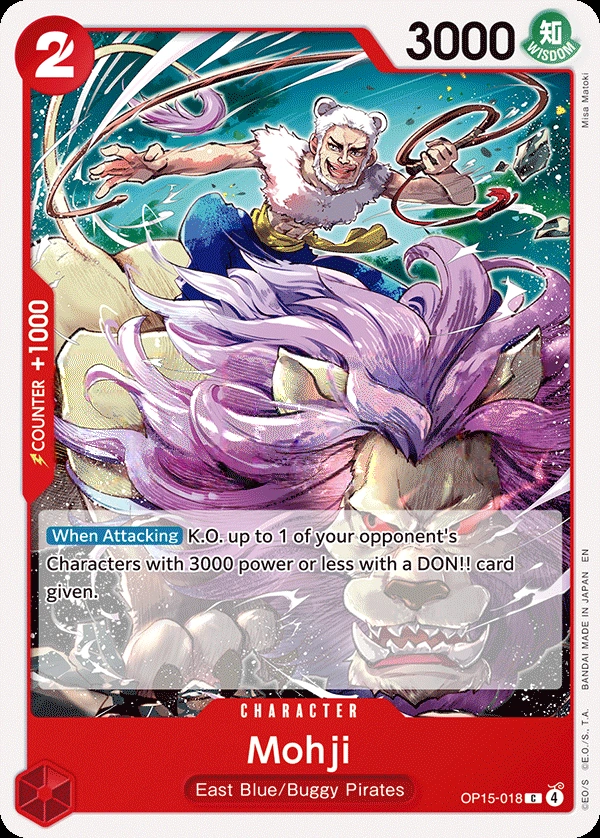 2
3000
知
WISDOM
Misa Matoki
COUNTER +1000
When Attacking K.O. up to 1 of your opponent's
Characters with 3000 power or less with a DON!! card
given.
CHARACTER
Mohji
East Blue/Buggy Pirates
OP15-018 C 4
©E.O/S ©E.O./S., T.A. BANDAI MADE IN JAPAN EN